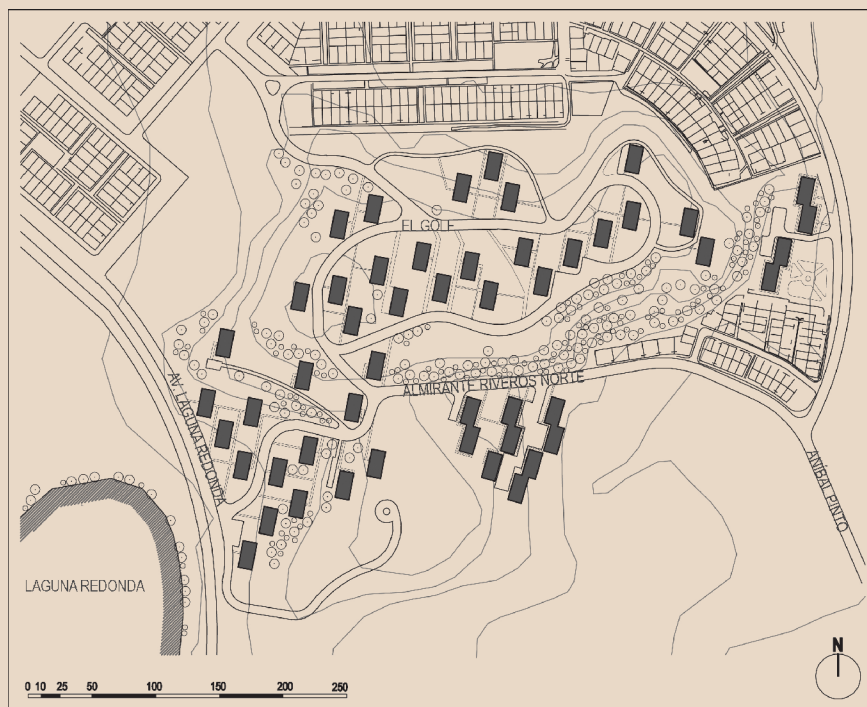 EL GOLF
ALMIRANTE RIVEROS NORTE
AV. LAGUNA REDONDA
ANÍBAL PINTO
LAGUNA REDONDA
N
0 10 25 50 100 150 200 250